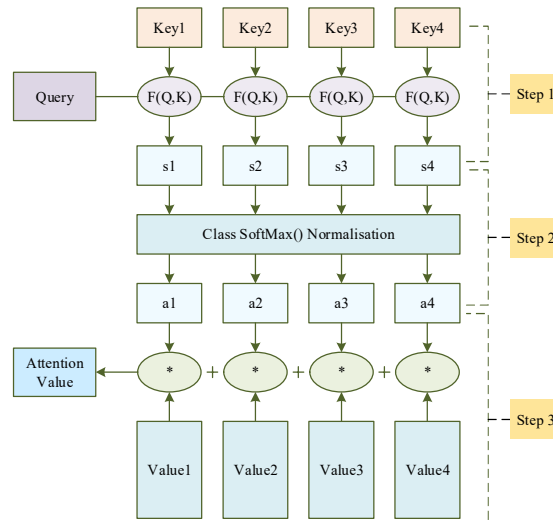 Key1 Key2 Key3 Key4
Query F(Q,K) F(Q,K) F(Q,K) F(Q,K)
Step 1
s1 s2 s3 s4
Class SoftMax() Normalisation
Step 2
a1 a2 a3 a4
Attention
Value
* + * + * + *
Step 3
Value1 Value2 Value3 Value4